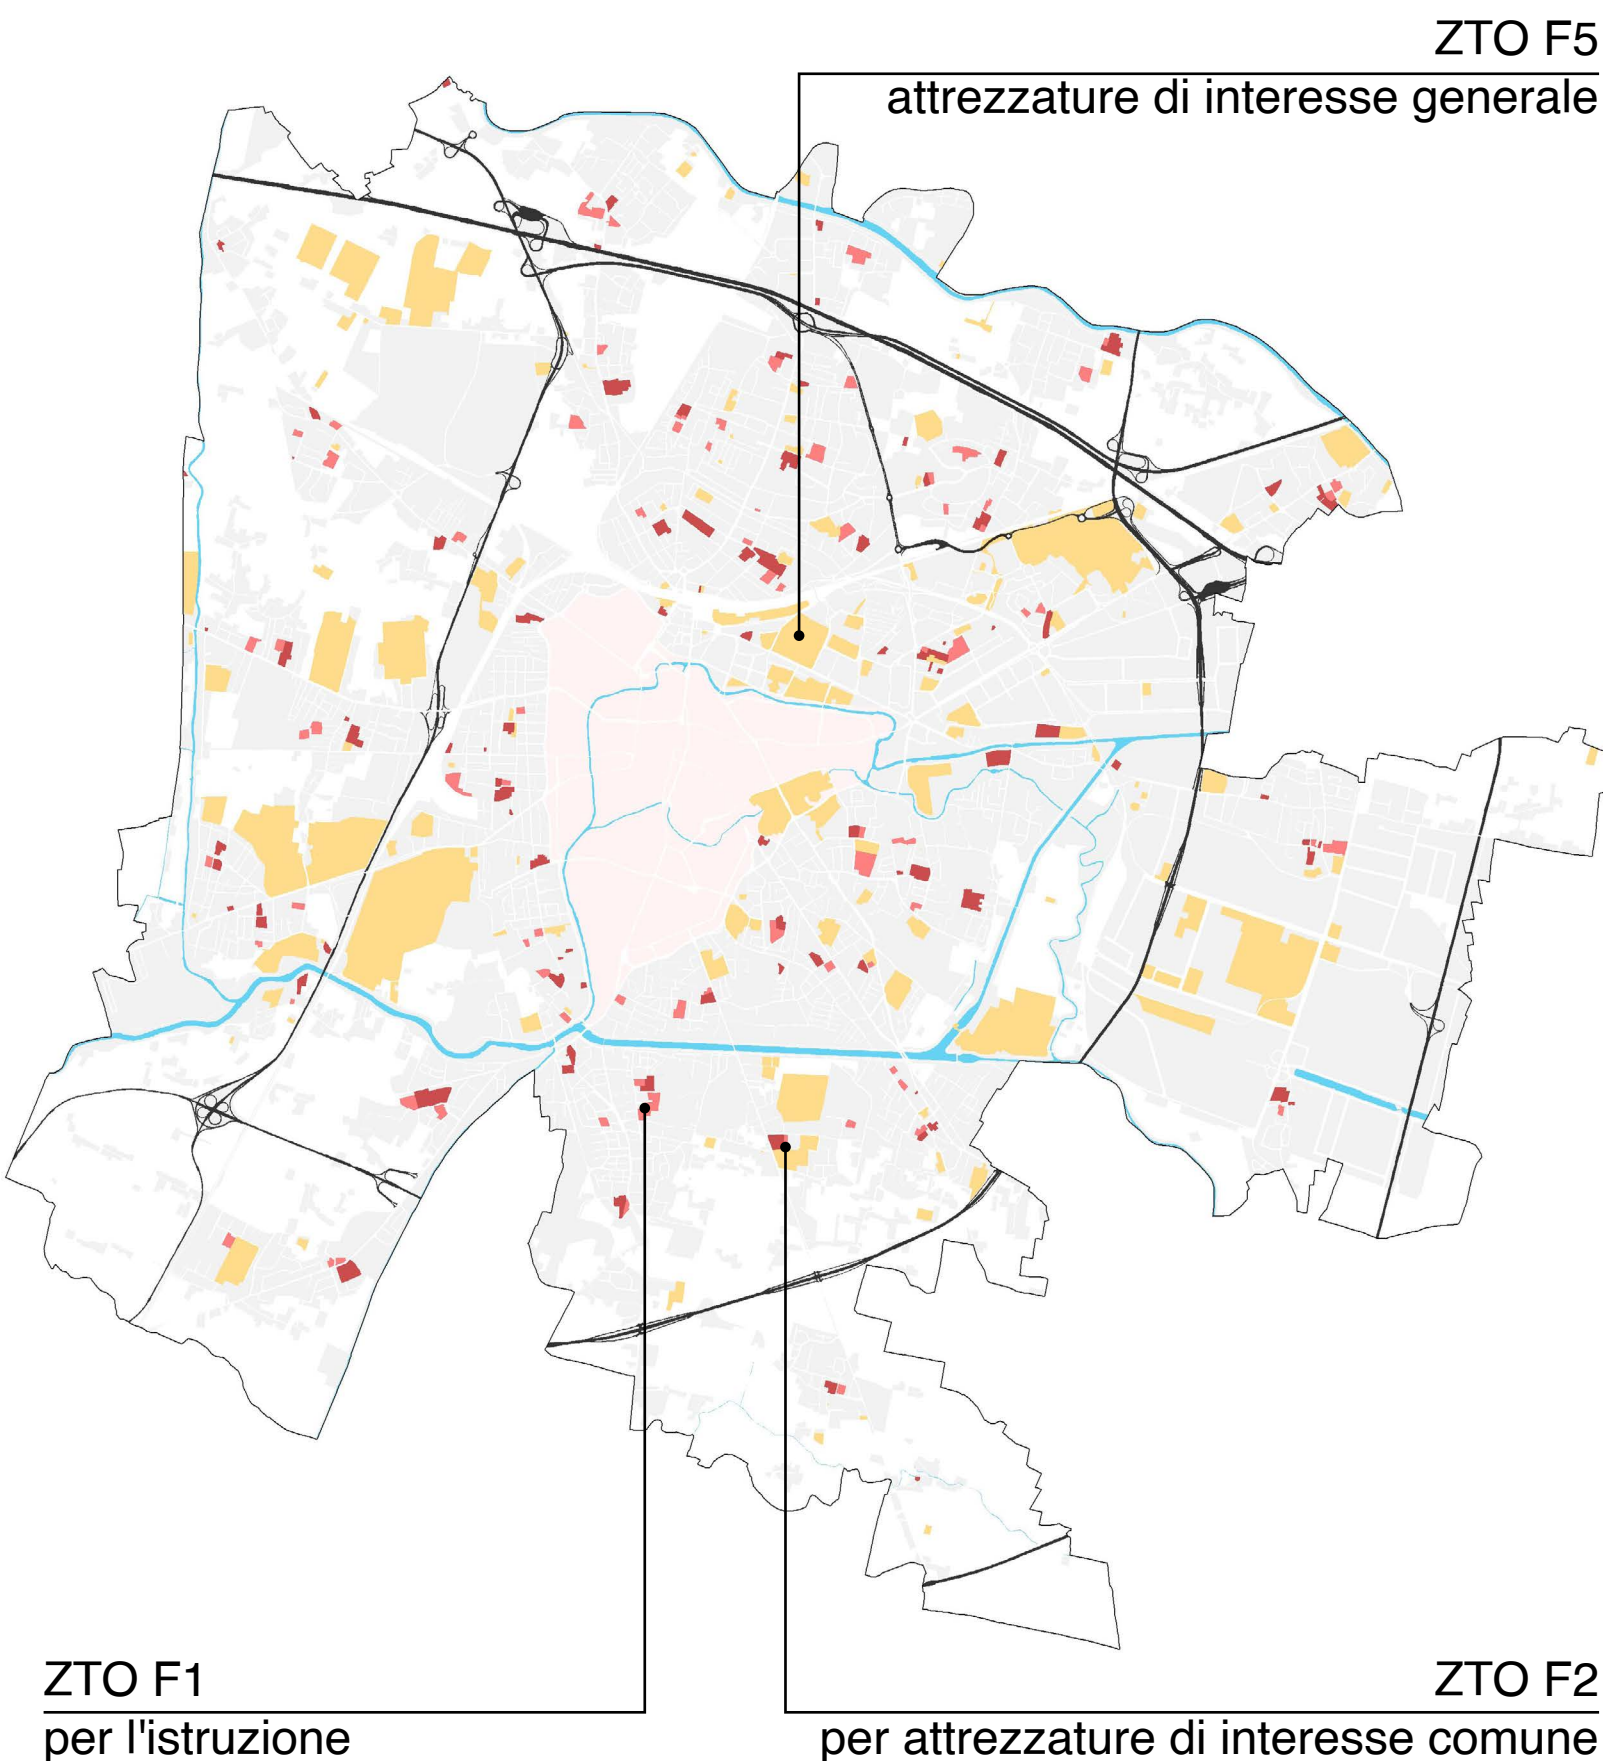 ZTO F5
attrezzature di interesse generale
ZTO F1
per l'istruzione
ZTO F2
per attrezzature di interesse comune